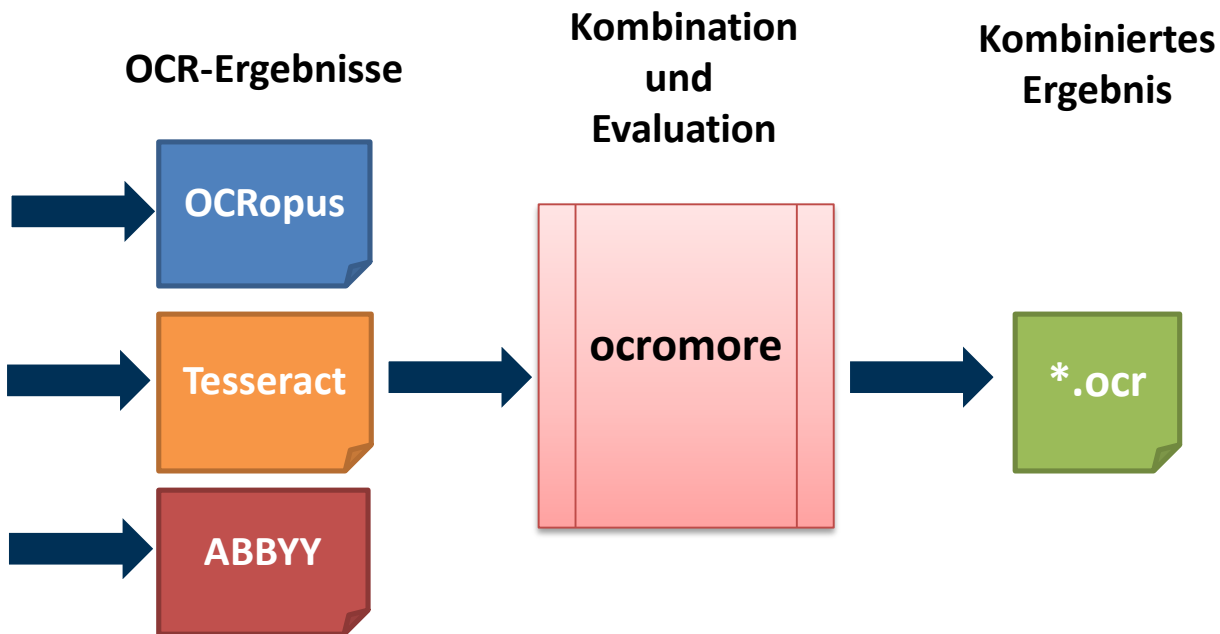 OCR-Ergebnisse
OCRopus
Tesseract
ABBYY
Kombination
und
Evaluation
ocromore
Kombiniertes
Ergebnis
*.ocr